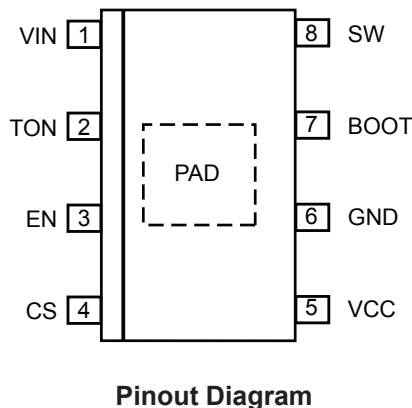 VIN 1 8 SW
TON 2 7 BOOT
PAD
EN 3 6 GND
CS 4 5 VCC
Pinout Diagram